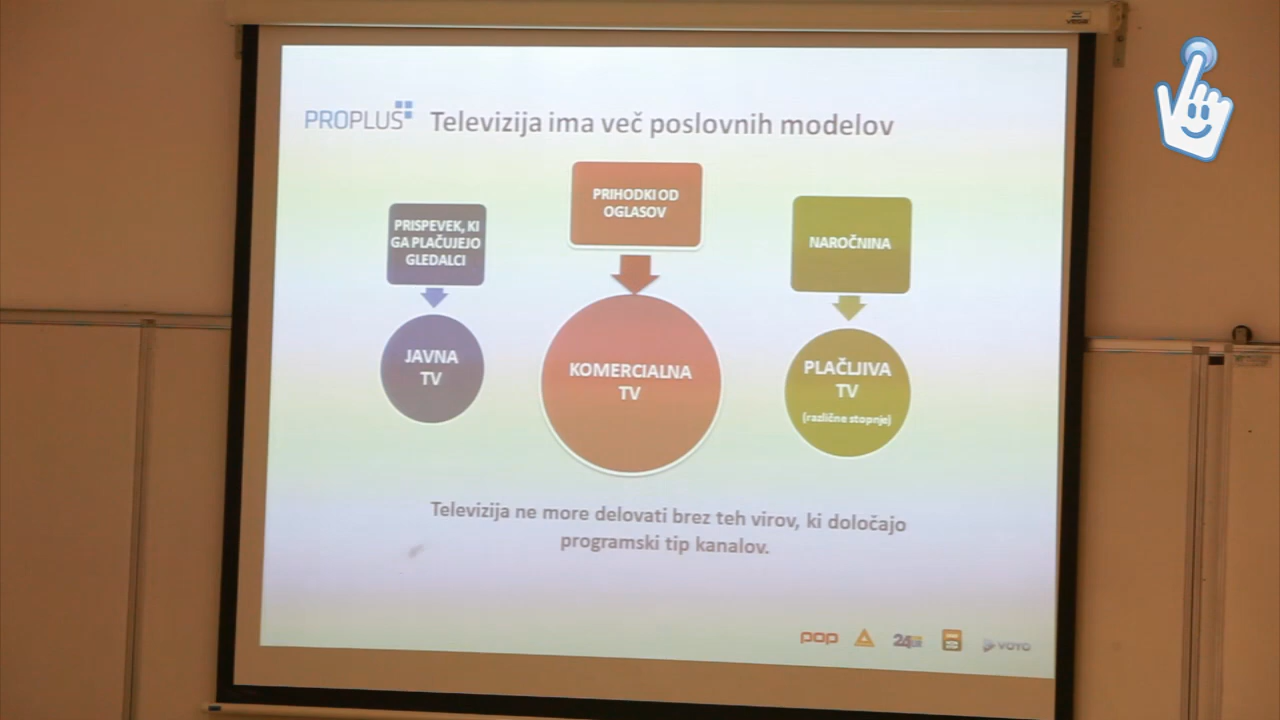 PROPLUS
Televizija ima več poslovnih modelov
PRISPEVEK, KI
GA PLAČUJEJO
GLEDALCI
PRIHODKI OD
OGLASOV
NAROČNINA
JAVNA
TV
KOMERCIALNA
TV
PLAČLJIVA
TV
(različne stopnje)
Televizija ne more delovati brez teh virov, ki določajo
programski tip kanalov.
pop
24
VOYO